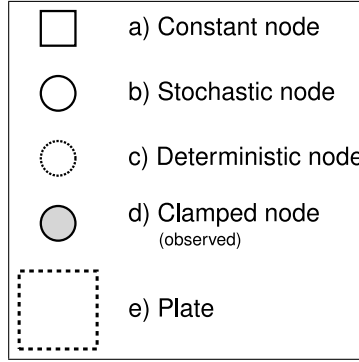 a) Constant node
b) Stochastic node
c) Deterministic node
d) Clamped node
(observed)
e) Plate